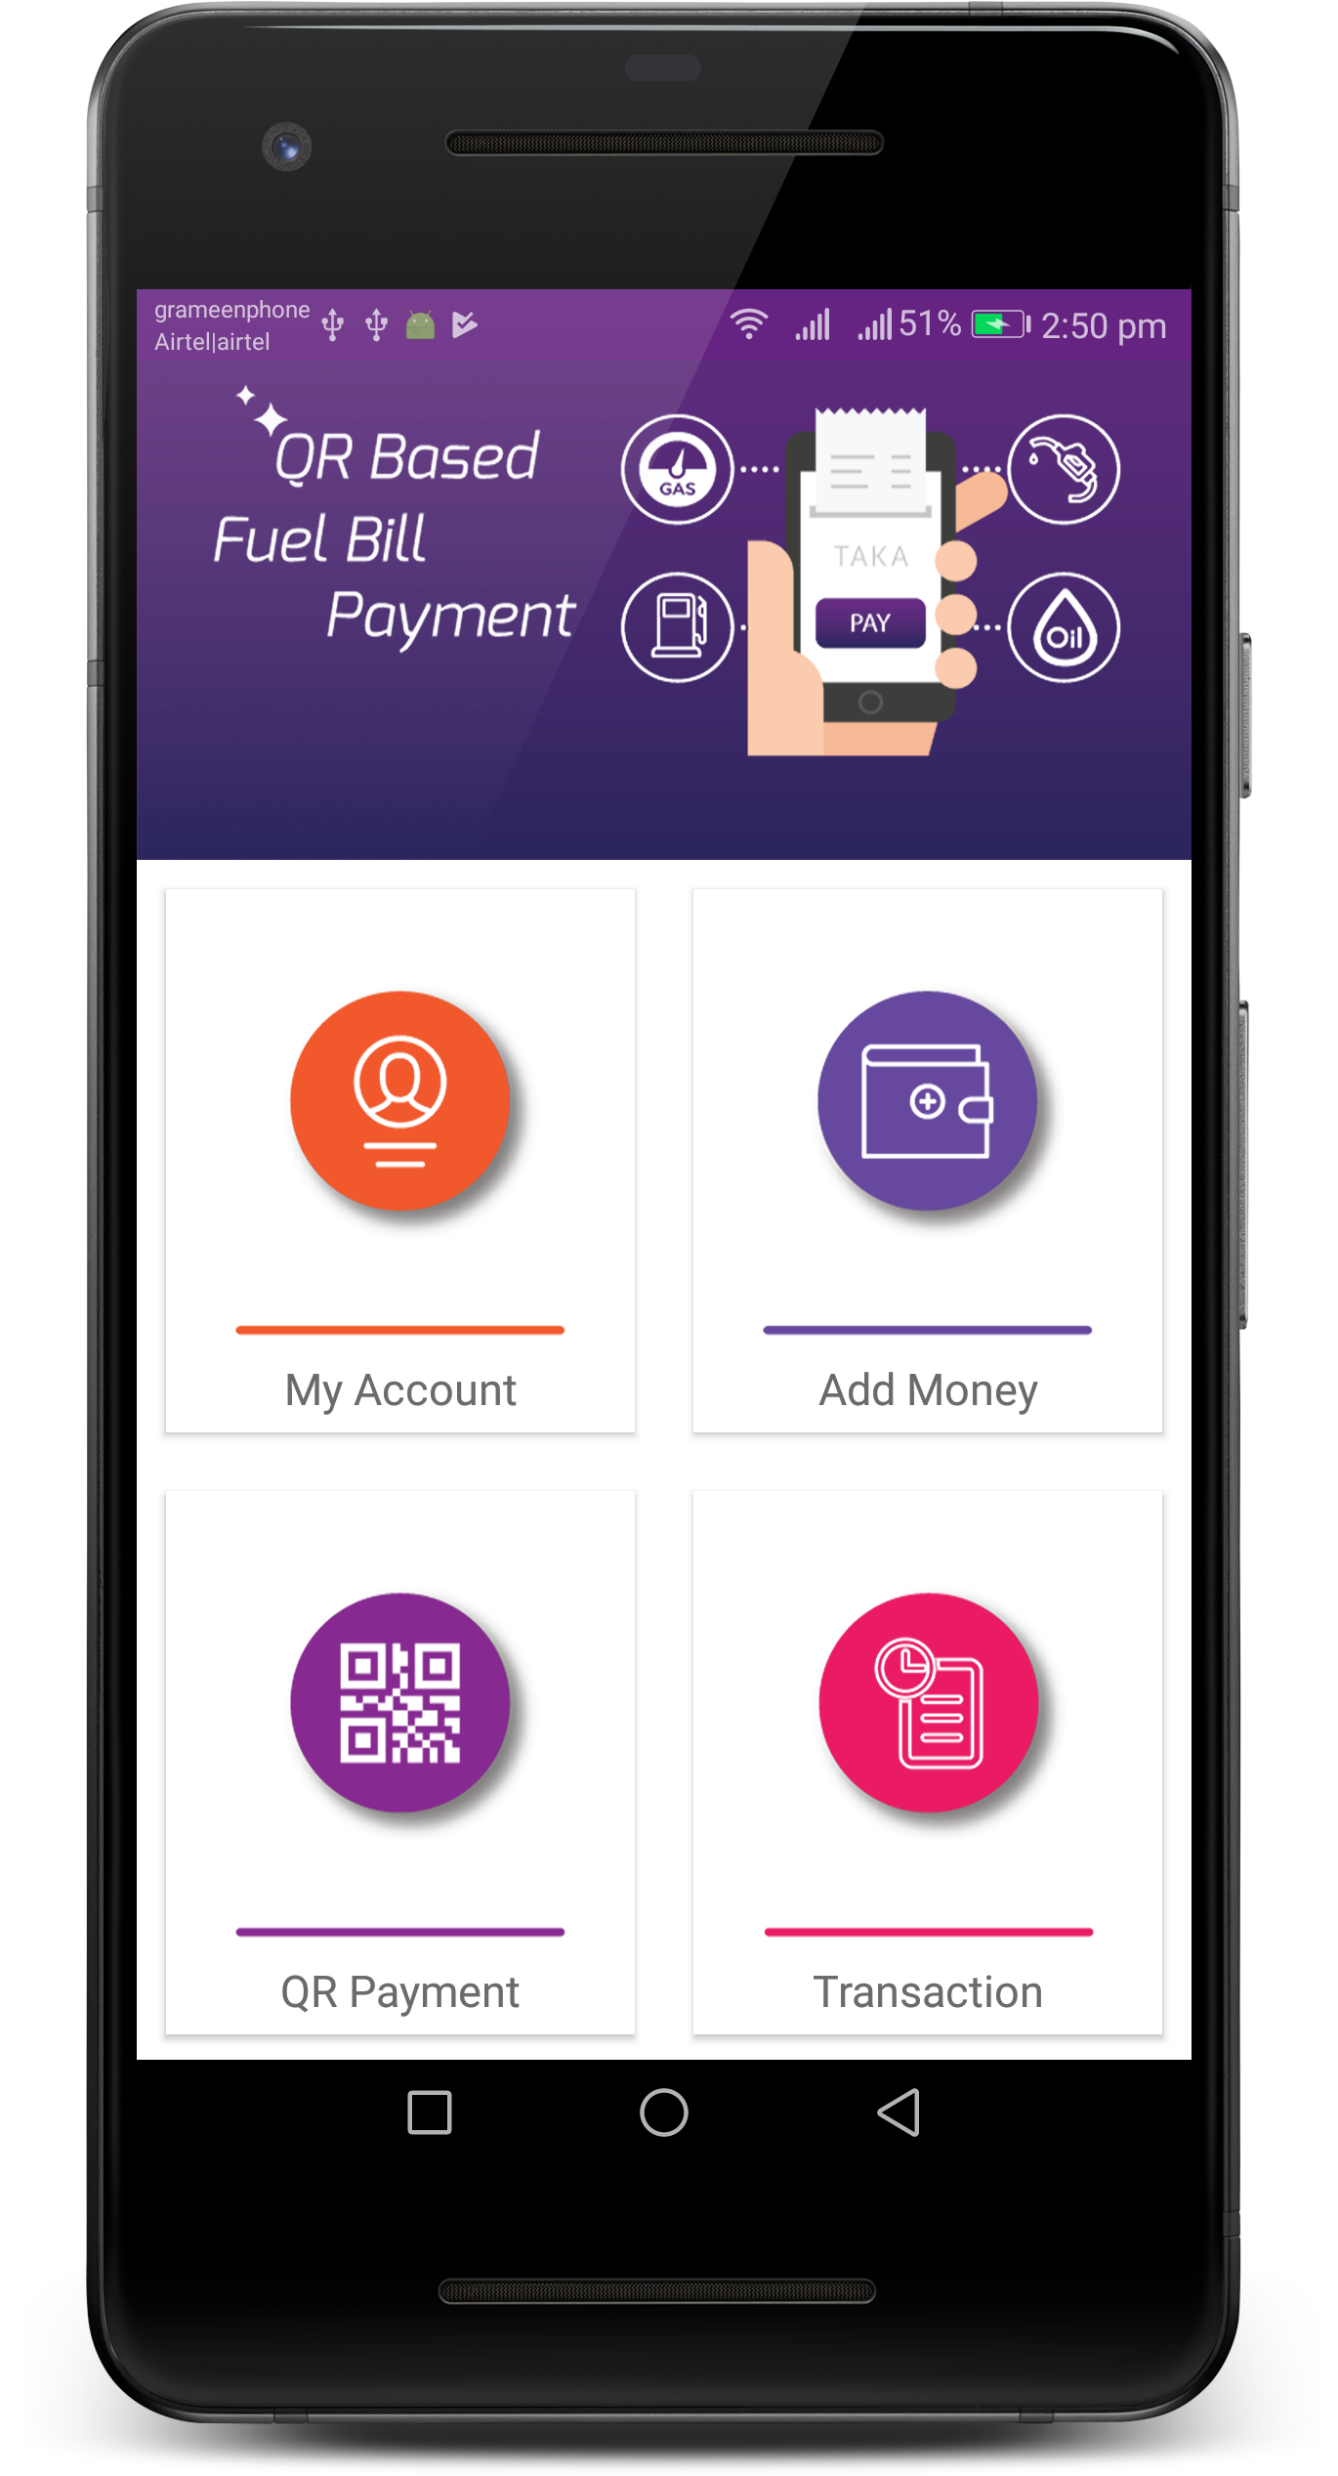 grameenphone
Airtel|airtel
51% 2:50 pm
QR Based
Fuel Bill
Payment
GAS
TAKA
PAY
Oil
My Account
Add Money
QR Payment
Transaction